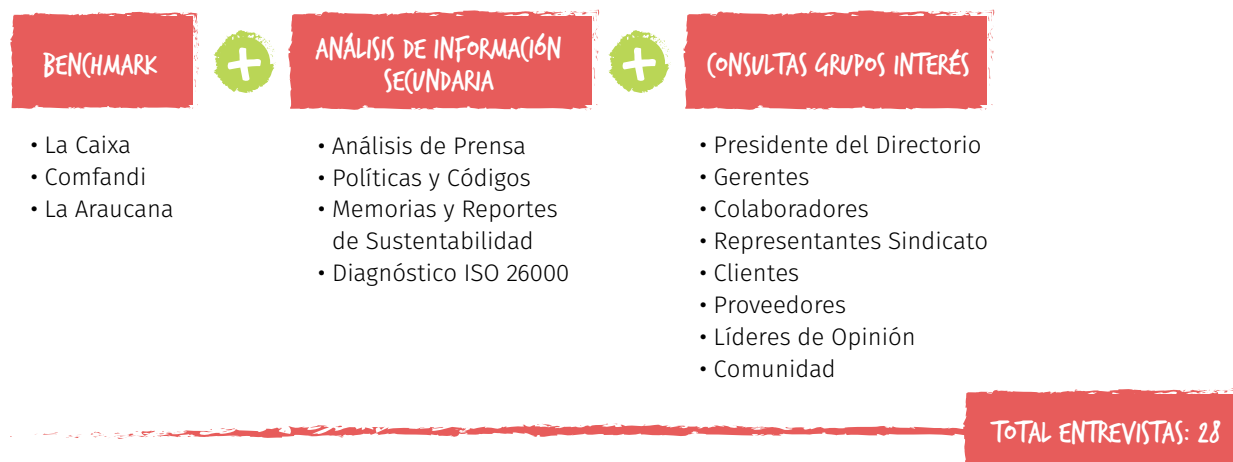 BENCHMARK
+
ANÁLISIS DE INFORMACIÓN
SECUNDARIA
+
CONSULTAS GRUPOS INTERÉS
• La Caixa
• Comfandi
• La Araucana
• Análisis de Prensa
• Políticas y Códigos
• Memorias y Reportes
de Sustentabilidad
• Diagnóstico ISO 26000
• Presidente del Directorio
• Gerentes
• Colaboradores
• Representantes Sindicato
• Clientes
• Proveedores
• Líderes de Opinión
• Comunidad
TOTAL ENTREVISTAS: 28